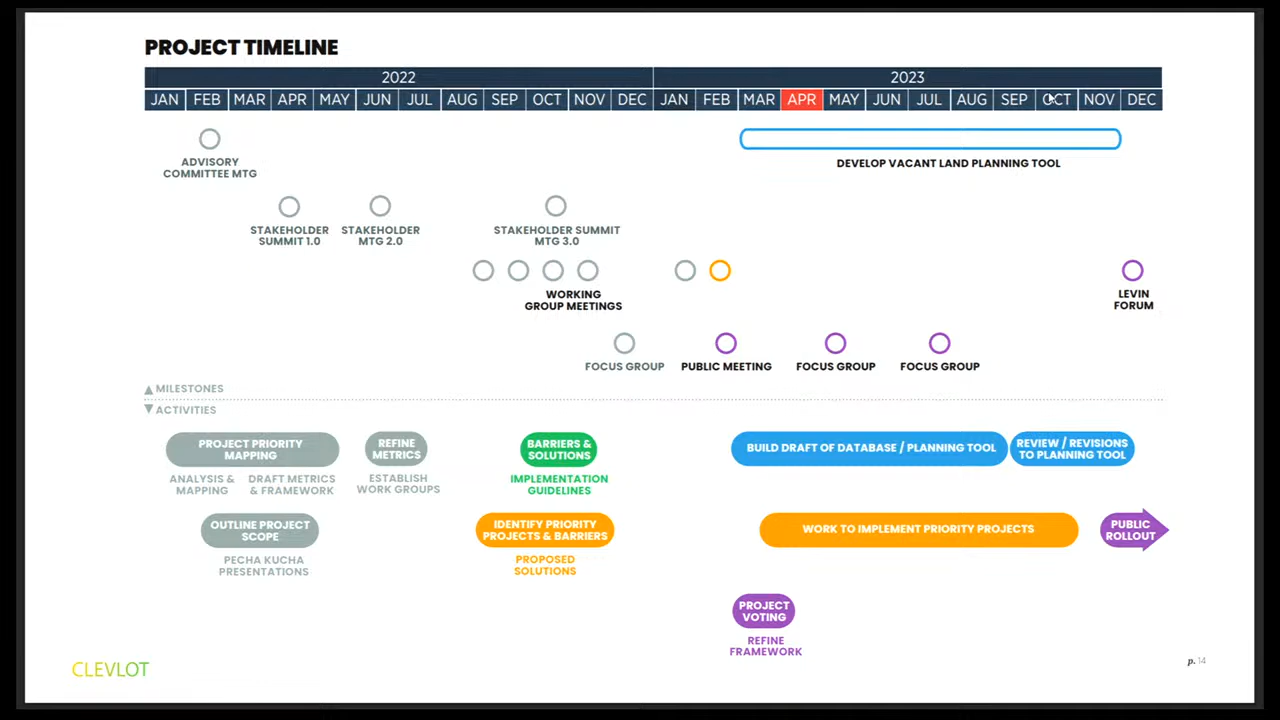 PROJECT TIMELINE
2022 2023
JAN FEB MAR APR MAY JUN JUL AUG SEP OCT NOV DEC JAN FEB MAR APR MAY JUN JUL AUG SEP OCT NOV DEC
ADVISORY
COMMITTEE MTG
DEVELOP VACANT LAND PLANNING TOOL
STAKEHOLDER
SUMMIT 1.0
STAKEHOLDER
MTG 2.0
STAKEHOLDER SUMMIT
MTG 3.0
WORKING
GROUP MEETINGS
LEVIN
FORUM
FOCUS GROUP
PUBLIC MEETING
FOCUS GROUP
FOCUS GROUP
▲ MILESTONES
▼ ACTIVITIES
PROJECT PRIORITY
MAPPING
REFINE
METRICS
BARRIERS &
SOLUTIONS
BUILD DRAFT OF DATABASE / PLANNING TOOL
REVIEW / REVISIONS
TO PLANNING TOOL
ANALYSIS &
MAPPING
DRAFT METRICS
& FRAMEWORK
ESTABLISH
WORK GROUPS
IMPLEMENTATION
GUIDELINES
OUTLINE PROJECT
SCOPE
IDENTIFY PRIORITY
PROJECTS & BARRIERS
WORK TO IMPLEMENT PRIORITY PROJECTS
PUBLIC
ROLLOUT
PECHA KUCHA
PRESENTATIONS
PROPOSED
SOLUTIONS
PROJECT
VOTING
REFINE
FRAMEWORK
CLEVLOT
p. 14